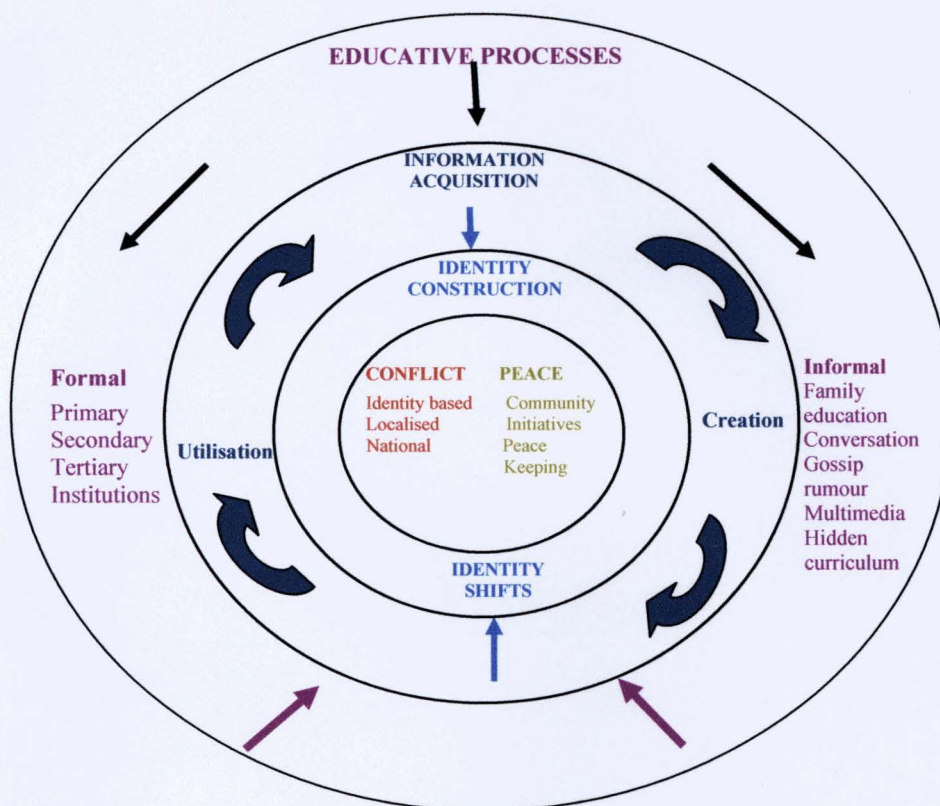 EDUCATIVE PROCESSES
INFORMATION
ACQUISITION
IDENTITY
CONSTRUCTION
Formal
Primary
Secondary
Tertiary
Institutions
Utilisation
CONFLICT
Identity based
Localised
National
PEACE
Community
Initiatives
Peace
Keeping
Creation
Informal
Family
education
Conversation
Gossip
rumour
Multimedia
Hidden
curriculum
IDENTITY
SHIFTS